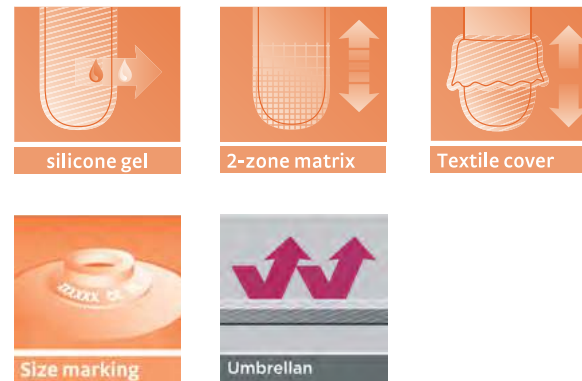 silicone gel
2-zone matrix
Textile cover
Size marking
Umbrellan